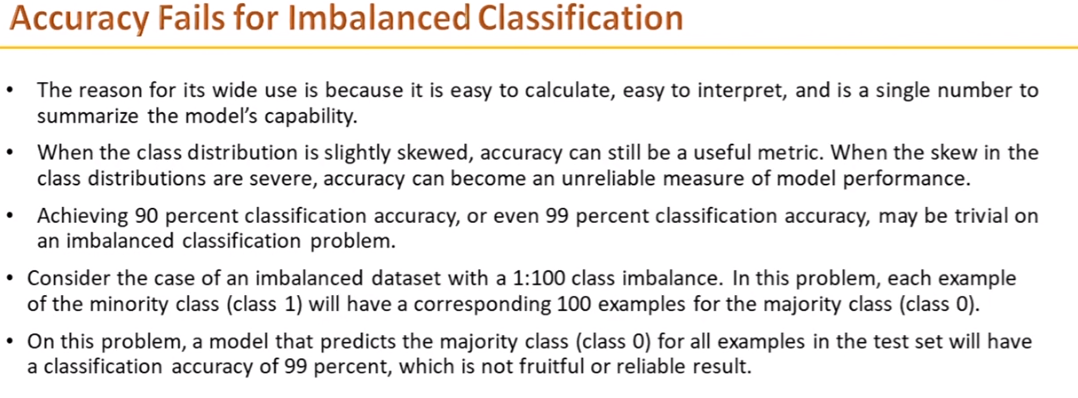 Accuracy Fails for Imbalanced Classification
• The reason for its wide use is because it is easy to calculate, easy to interpret, and is a single number to
summarize the model's capability.
• When the class distribution is slightly skewed, accuracy can still be a useful metric. When the skew in the
class distributions are severe, accuracy can become an unreliable measure of model performance.
• Achieving 90 percent classification accuracy, or even 99 percent classification accuracy, may be trivial on
an imbalanced classification problem.
• Consider the case of an imbalanced dataset with a 1:100 class imbalance. In this problem, each example
of the minority class (class 1) will have a corresponding 100 examples for the majority class (class 0).
• On this problem, a model that predicts the majority class (class 0) for all examples in the test set will have
a classification accuracy of 99 percent, which is not fruitful or reliable result.